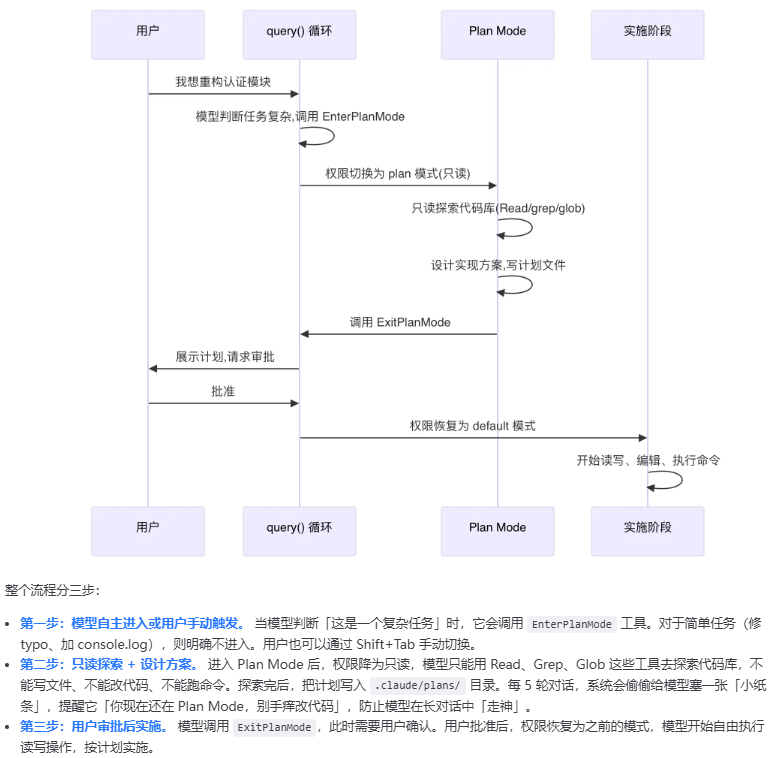 用户
query() 循环
Plan Mode
实施阶段
我想重构认证模块
模型判断任务复杂,调用 EnterPlanMode
权限切换为 plan 模式(只读)
只读探索代码库(Read/grep/glob)
设计实现方案,写计划文件
调用 ExitPlanMode
展示计划,请求审批
批准
权限恢复为 default 模式
开始读写、编辑、执行命令
用户
query() 循环
Plan Mode
实施阶段
整个流程分三步：
第一步：模型自主进入或用户手动触发。 当模型判断「这是一个复杂任务」时，它会调用 EnterPlanMode 工具。对于简单任务（修
typo、加 console.log），则明确不进入。用户也可以通过 Shift+Tab 手动切换。
第二步：只读探索 + 设计方案。 进入 Plan Mode 后，权限降为只读，模型只能用 Read、Grep、Glob 这些工具去探索代码库，不
能写文件、不能改代码、不能跑命令。探索完后，把计划写入 .claude/plans/ 目录。每 5 轮对话，系统会偷偷给模型塞一张「小纸
条」，提醒它「你现在还在 Plan Mode，别手痒改代码」，防止模型在长对话中「走神」。
第三步：用户审批后实施。 模型调用 ExitPlanMode，此时需要用户确认。用户批准后，权限恢复为之前的模式，模型开始自由执行
读写操作，按计划实施。